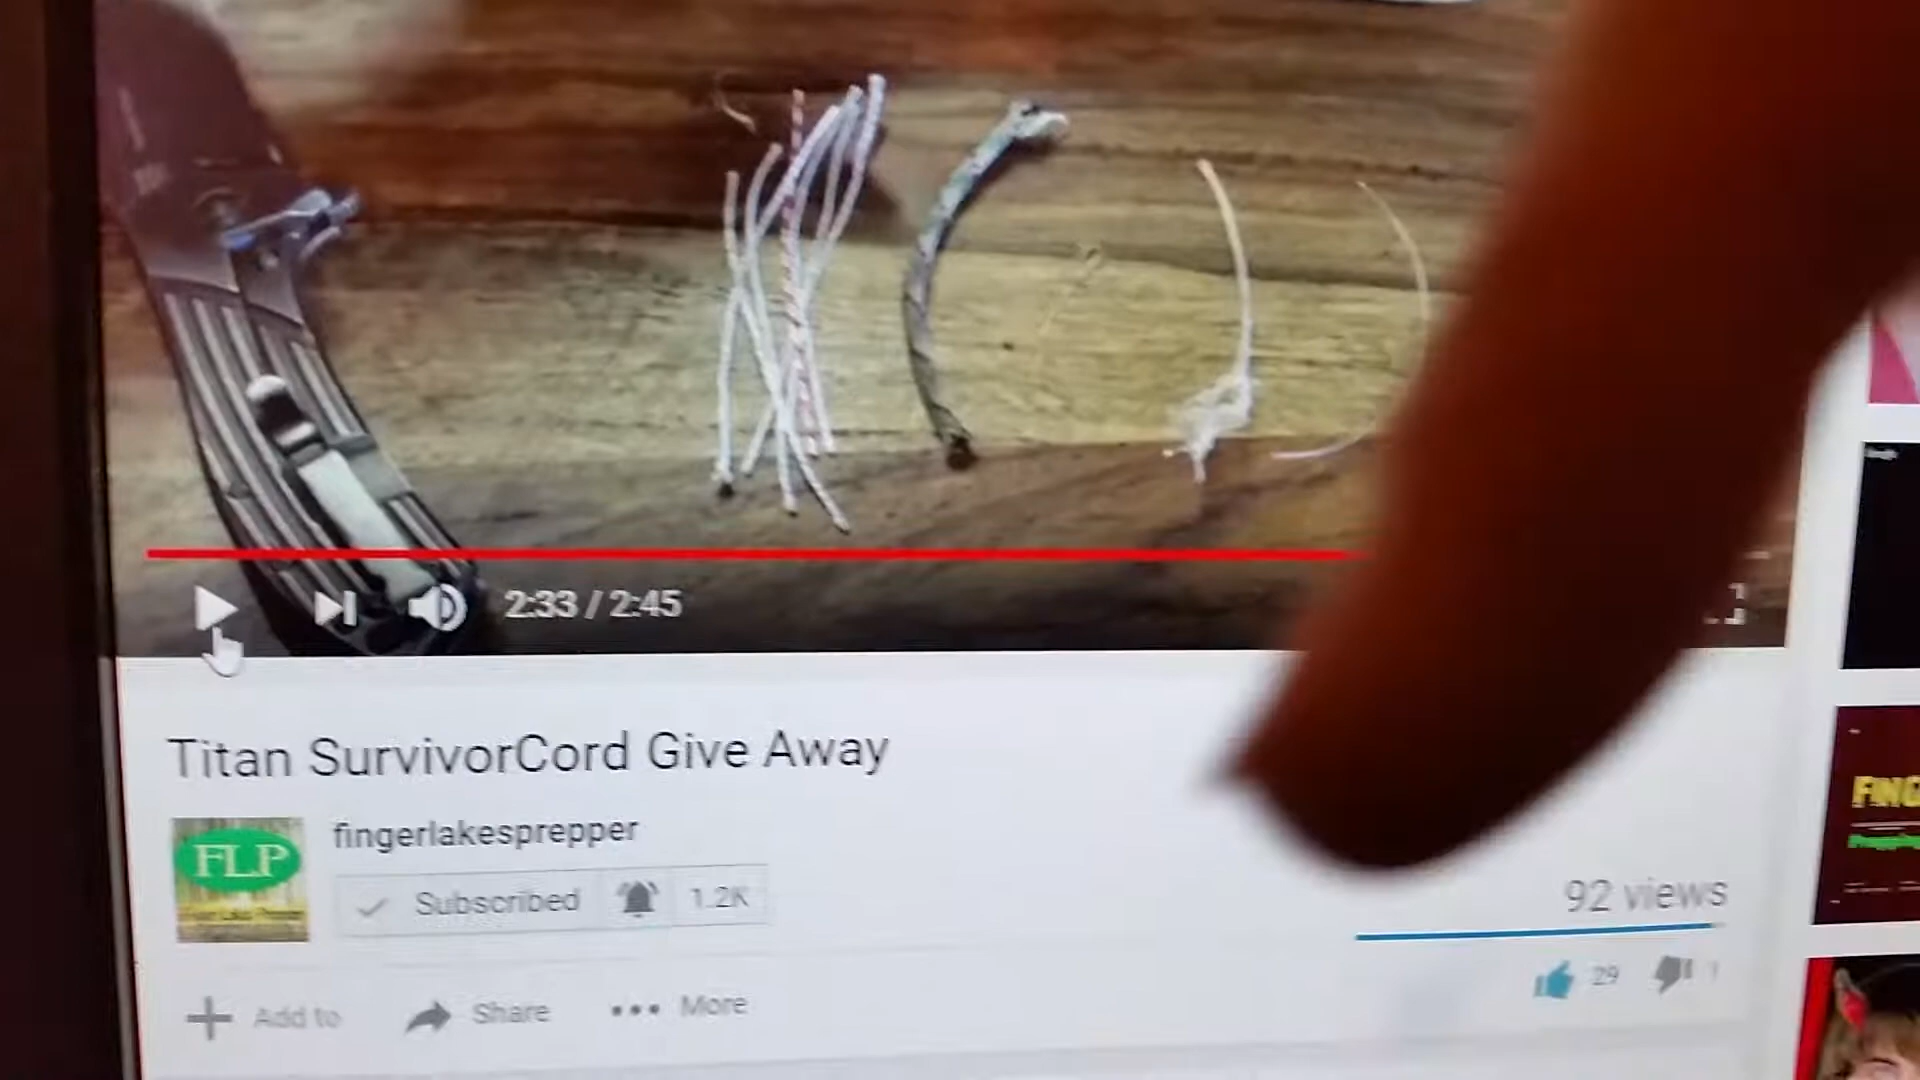 2:33 / 2:45
Titan SurvivorCord Give Away
FLP
fingerlakesprepper
Subscribed 1.2K
92 views
29 1
Add to Share More